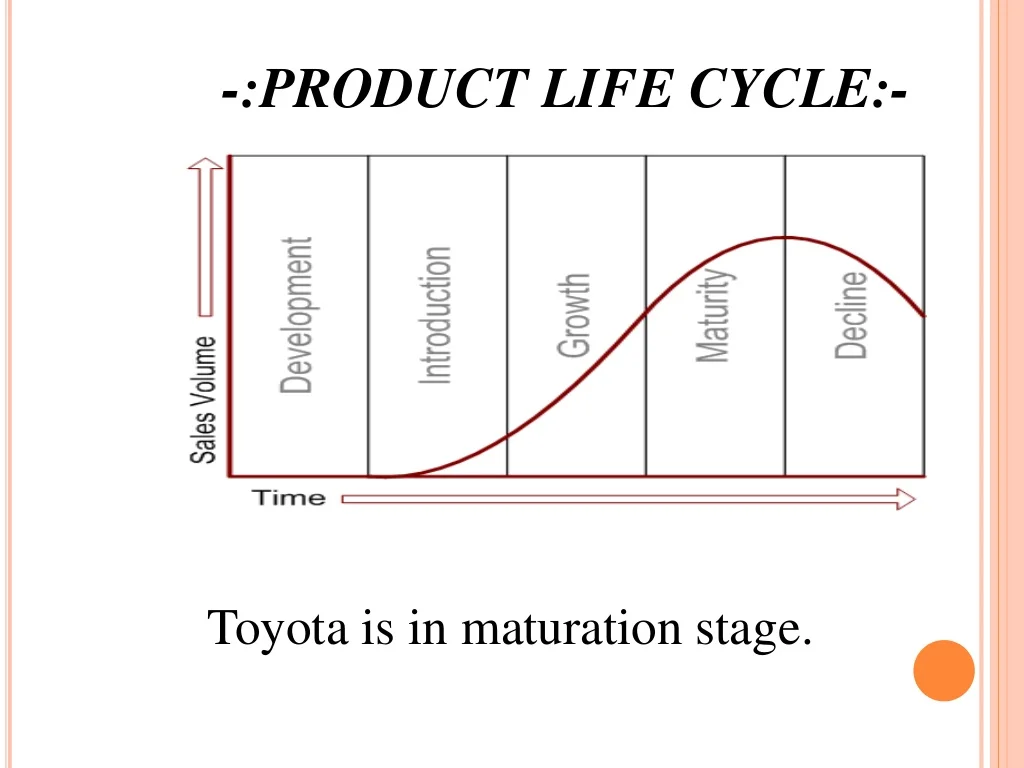 -:PRODUCT LIFE CYCLE:-
Sales Volume
Development
Introduction
Growth
Maturity
Decline
Time
Toyota is in maturation stage.